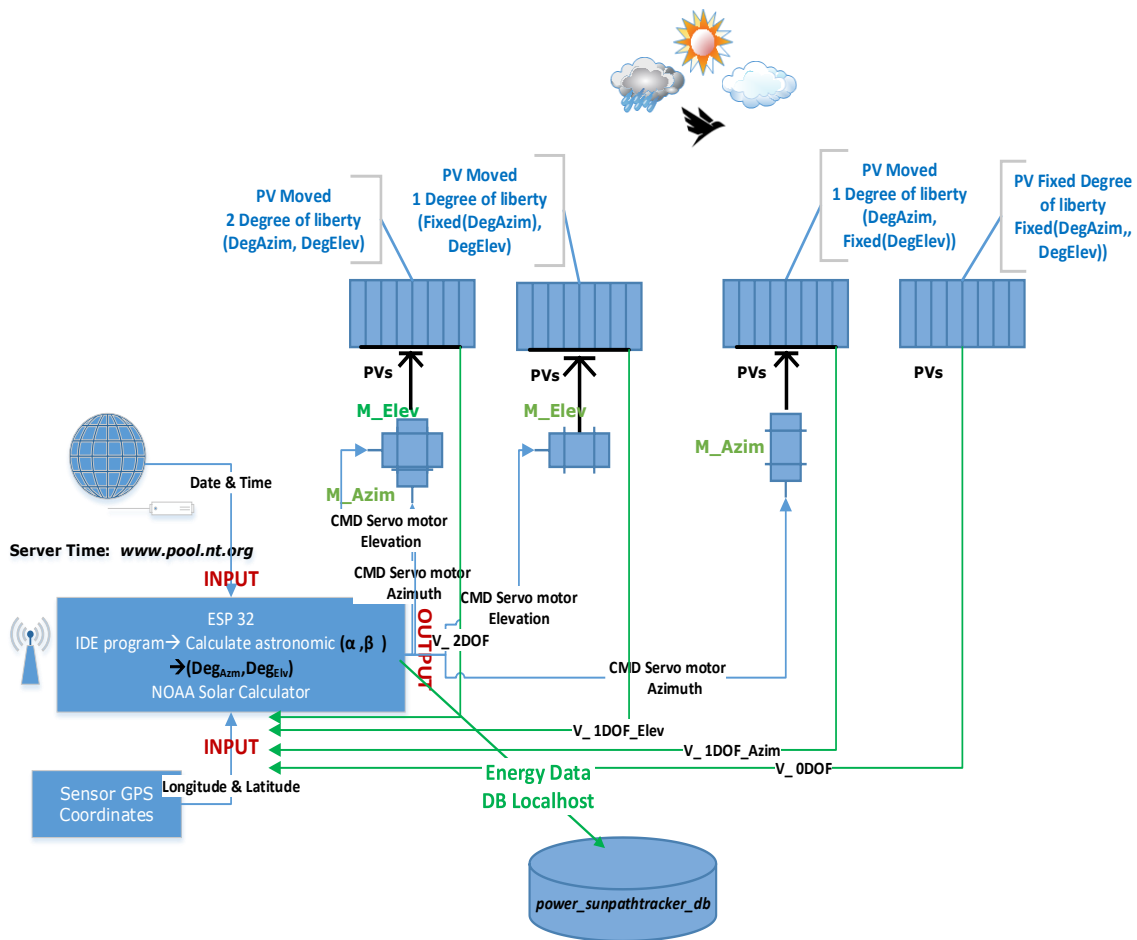 PV Moved
2 Degree of liberty
(DegAzim, DegElev)
PV Moved
1 Degree of liberty
(Fixed(DegAzim),
DegElev)
PV Moved
1 Degree of liberty
(DegAzim,
Fixed(DegElev))
PV Fixed Degree
of liberty
Fixed(DegAzim,,
DegElev))
PVs
PVs
PVs
PVs
M_Elev
M_Elev
M_Azim
M_Azim
Date & Time
CMD Servo motor
Elevation
Server Time: www.pool.nt.org
INPUT
CMD Servo motor
Azimuth
CMD Servo motor
Elevation
ESP 32
IDE program→ Calculate astronomic (α ,β )
→(DegAzm,DegElv)
NOAA Solar Calculator
OUTPUT
V_ 2DOF
CMD Servo motor
Azimuth
V_ 1DOF_Elev
INPUT
V_ 1DOF_Azim
V_ 0DOF
Sensor GPS
Coordinates
Longitude & Latitude
Energy Data
DB Localhost
power_sunpathtracker_db